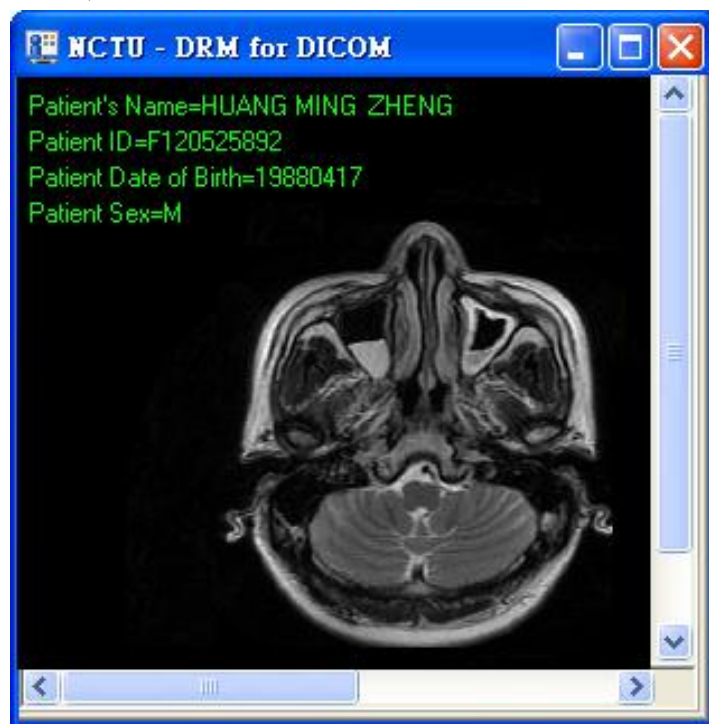 NCTU - DRM for DICOM
Patient's Name=HUANG MING ZHENG
Patient ID=F120525892
Patient Date of Birth=19880417
Patient Sex=M